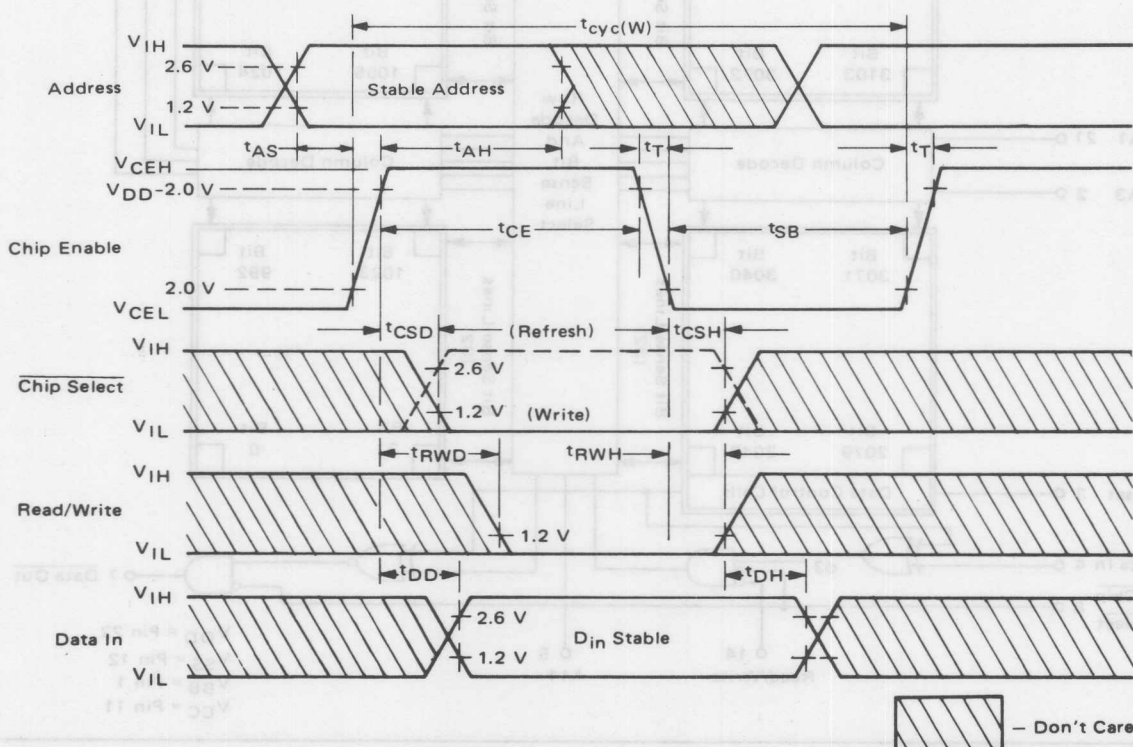 tcyc(W)
VIH
2.6 V
Address
Stable Address
1.2 V
VIL
tAS
tAH
tT
tT
VCEH
VDD-2.0 V
Chip Enable
tCE
tSB
2.0 V
VCEL
tCSD
(Refresh)
tCSH
VIH
2.6 V
Chip Select
1.2 V
(Write)
VIL
tRWD
tRWH
VIH
Read/Write
1.2 V
VIL
tDD
tDH
VIH
2.6 V
Data In
Din Stable
1.2 V
VIL
– Don't Care